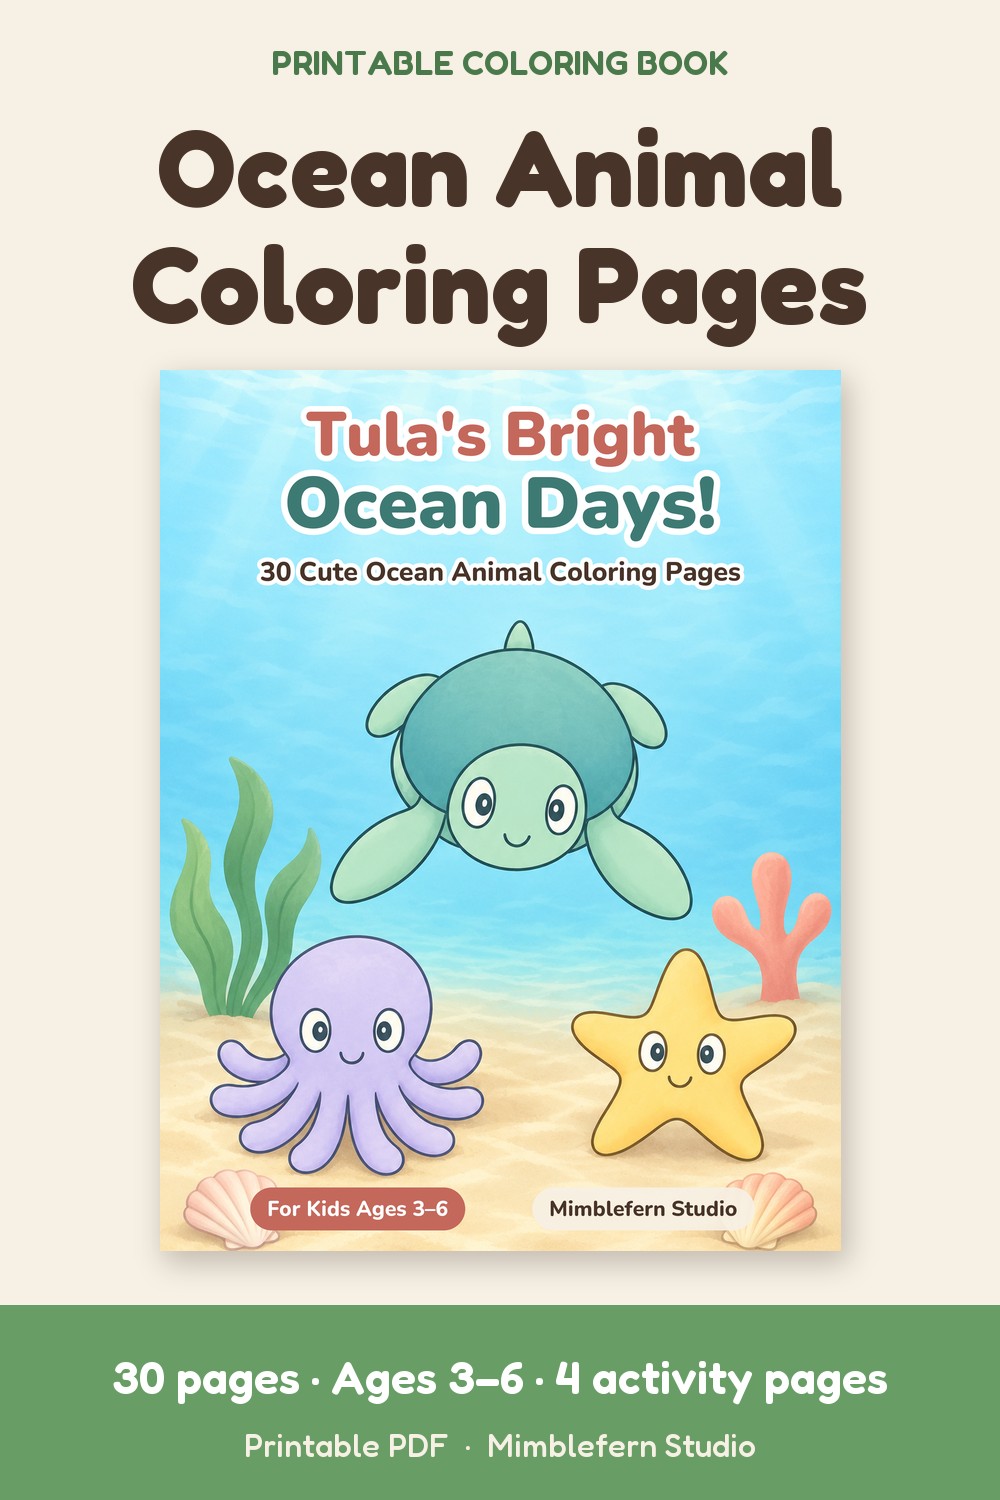 PRINTABLE COLORING BOOK
Ocean Animal
Coloring Pages
Tula's Bright
Ocean Days!
30 Cute Ocean Animal Coloring Pages
For Kids Ages 3–6
Mimblefern Studio
30 pages · Ages 3–6 · 4 activity pages
Printable PDF · Mimblefern Studio